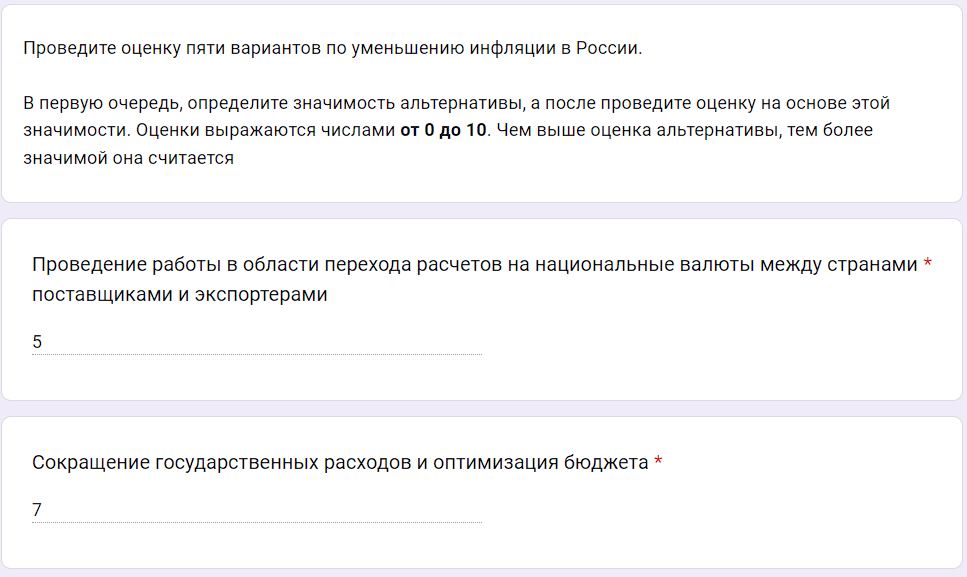 Проведите оценку пяти вариантов по уменьшению инфляции в России.
В первую очередь, определите значимость альтернативы, а после проведите оценку на основе этой
значимости. Оценки выражаются числами от 0 до 10. Чем выше оценка альтернативы, тем более
значимой она считается
Проведение работы в области перехода расчетов на национальные валюты между странами *
поставщиками и экспортерами
5
Сокращение государственных расходов и оптимизация бюджета *
7